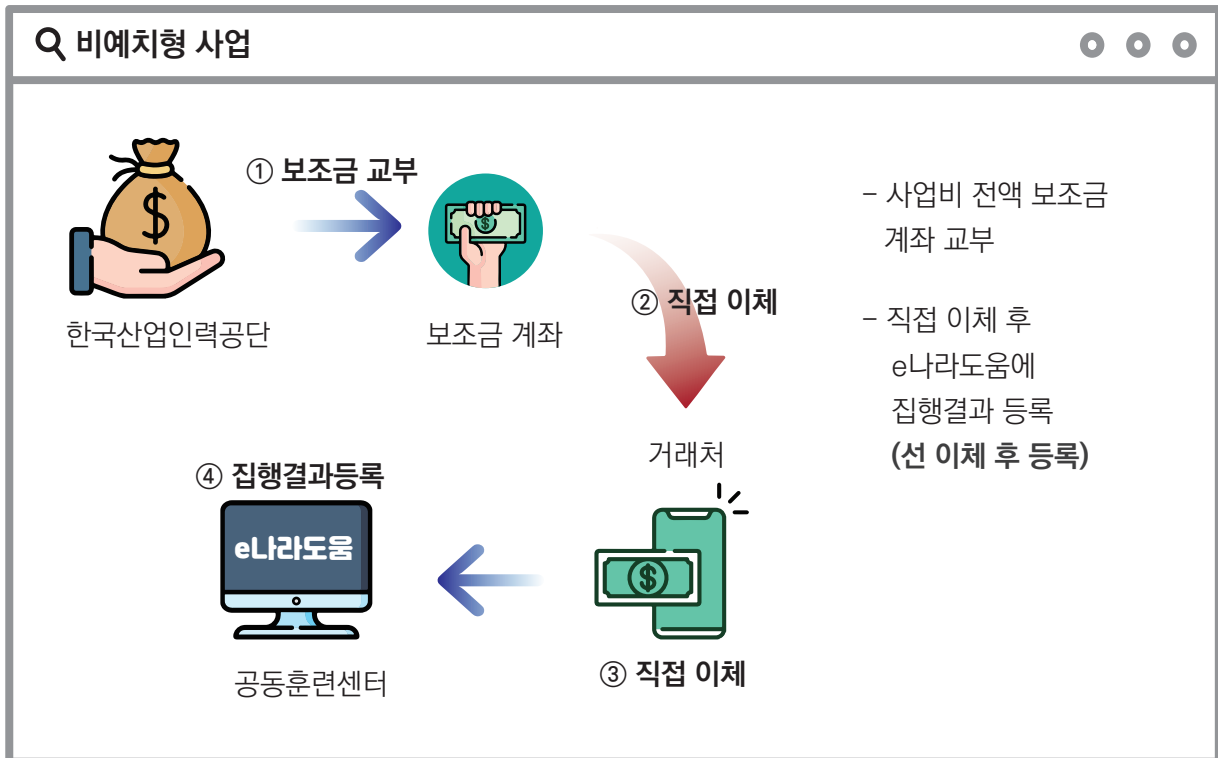 비예치형 사업
① 보조금 교부
한국산업인력공단
보조금 계좌
② 직접 이체
거래처
③ 직접 이체
④ 집행결과등록
e나라도움
공동훈련센터
- 사업비 전액 보조금
계좌 교부
- 직접 이체 후
e나라도움에
집행결과 등록
(선 이체 후 등록)